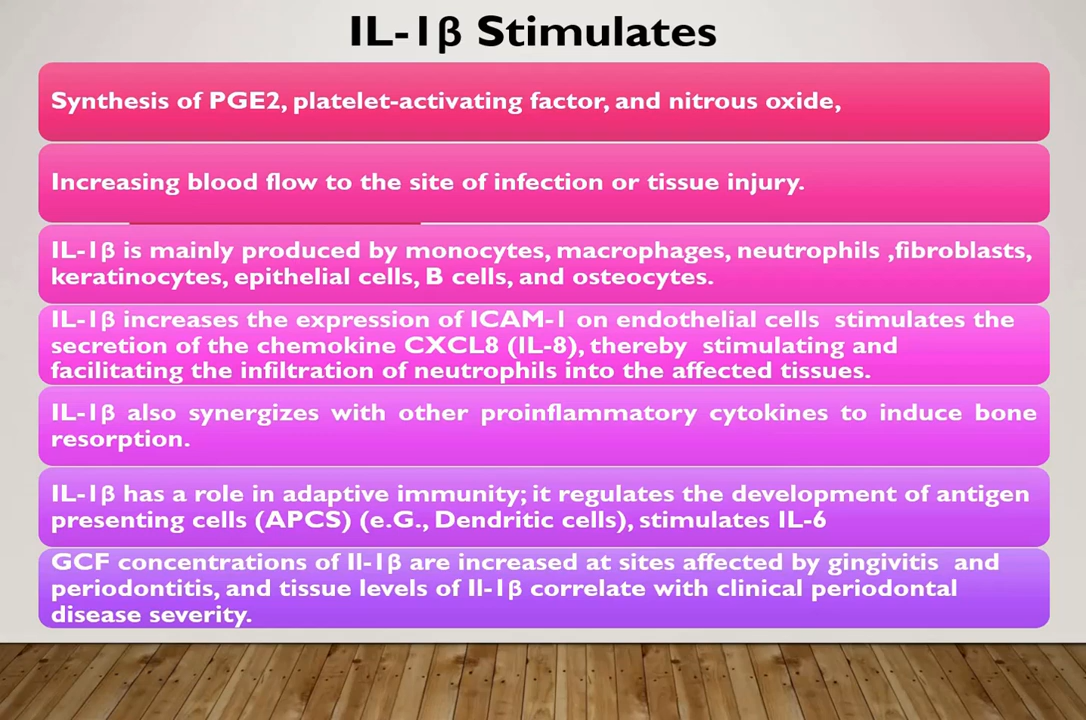 IL-1β Stimulates
Synthesis of PGE2, platelet-activating factor, and nitrous oxide,
Increasing blood flow to the site of infection or tissue injury.
IL-1β is mainly produced by monocytes, macrophages, neutrophils ,fibroblasts,
keratinocytes, epithelial cells, B cells, and osteocytes.
IL-1β increases the expression of ICAM-1 on endothelial cells stimulates the
secretion of the chemokine CXCL8 (IL-8), thereby stimulating and
facilitating the infiltration of neutrophils into the affected tissues.
IL-1β also synergizes with other proinflammatory cytokines to induce bone
resorption.
IL-1β has a role in adaptive immunity; it regulates the development of antigen
presenting cells (APCS) (e.G., Dendritic cells), stimulates IL-6
GCF concentrations of Il-1β are increased at sites affected by gingivitis and
periodontitis, and tissue levels of Il-1β correlate with clinical periodontal
disease severity.